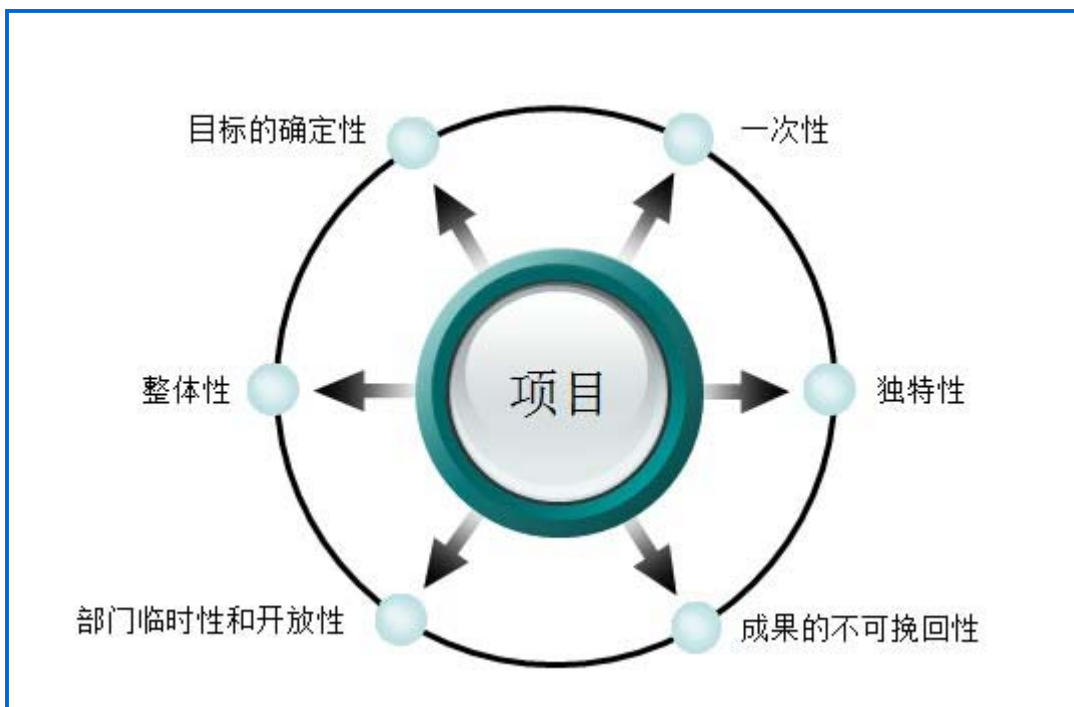 目标的确定性
一次性
整体性
项目
独特性
部门临时性和开放性
成果的不可挽回性